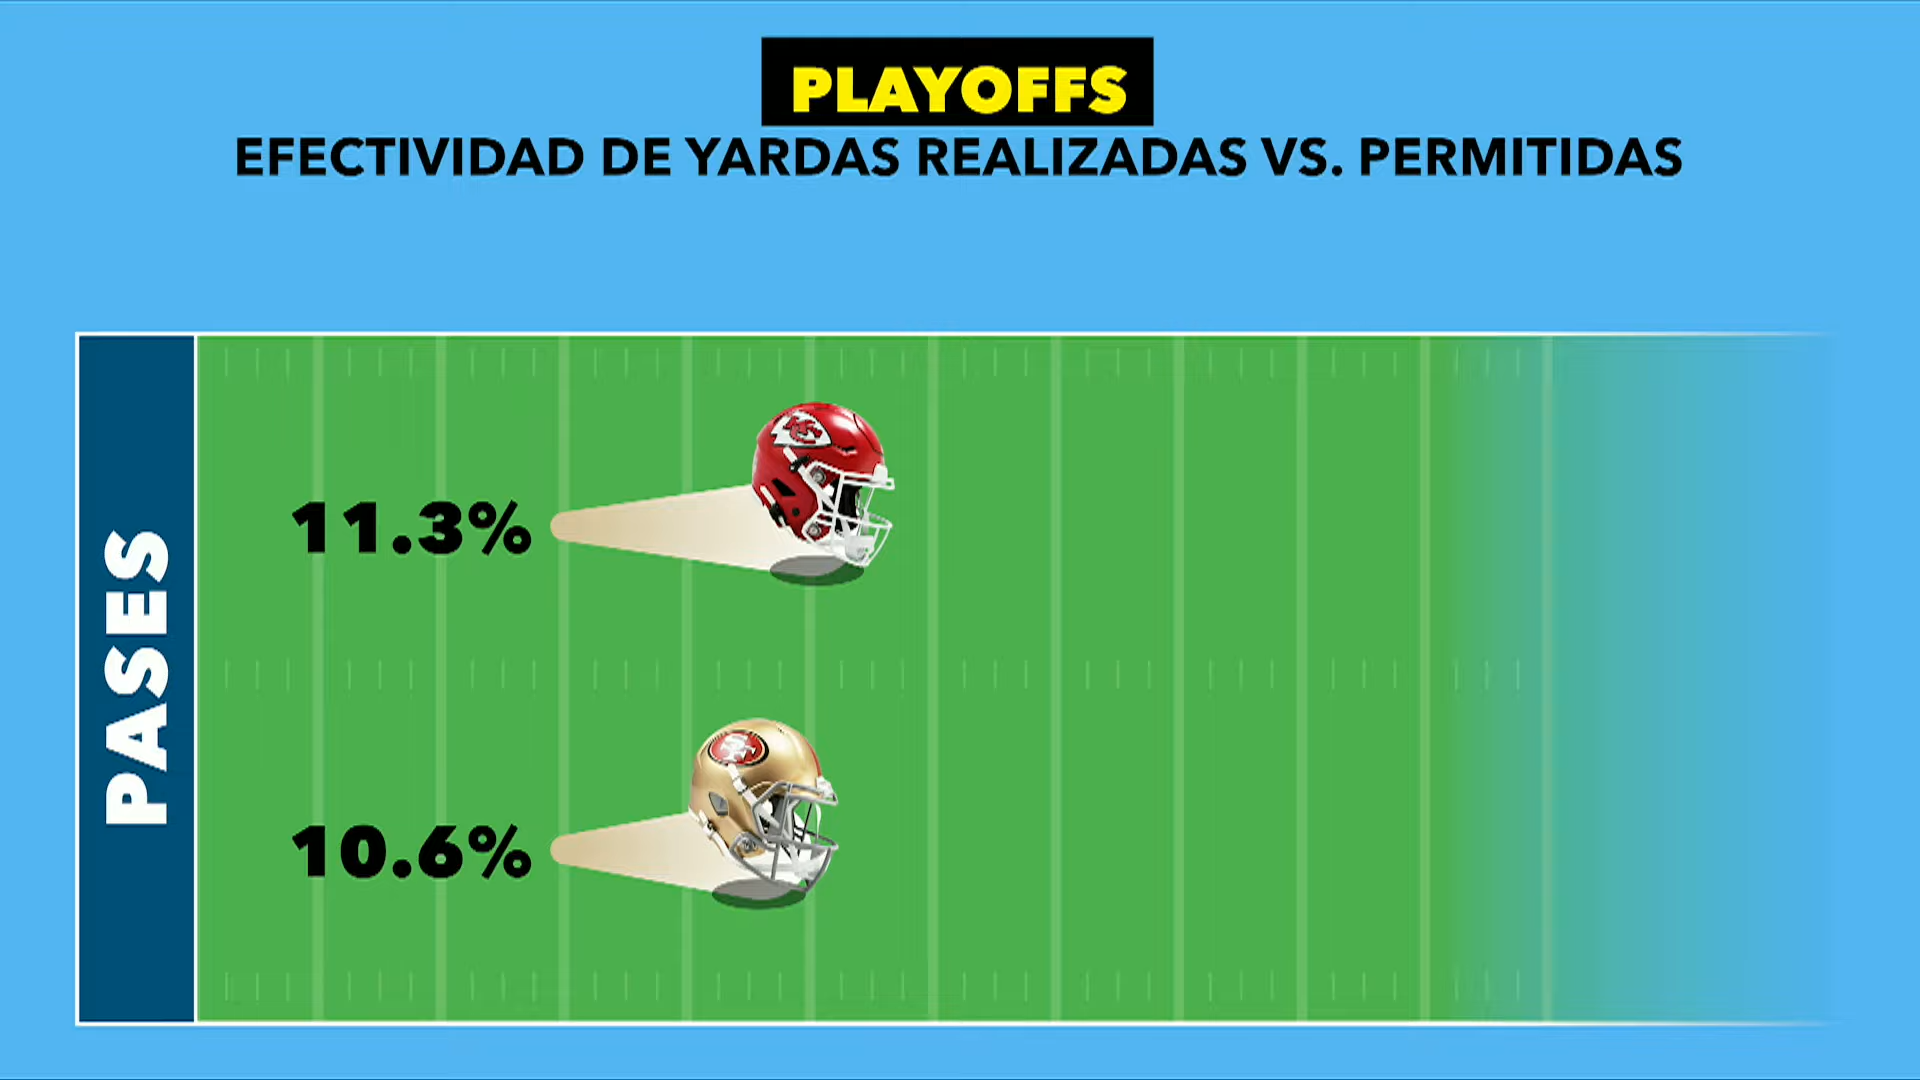 PLAYOFFS
EFECTIVIDAD DE YARDAS REALIZADAS VS. PERMITIDAS
PASES
11.3%
10.6%